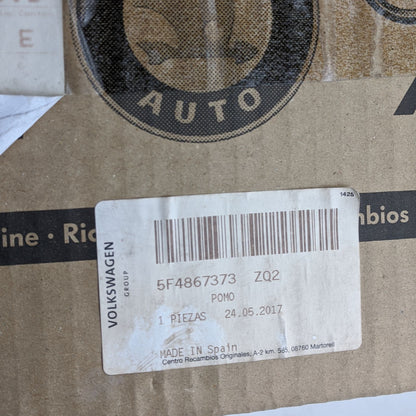 E
AUTO
1426
ine · Ric
mbios
VOLKSWAGEN
GROUP
5F4867373 ZQ2
POMO
1 PIEZAS 24.05.2017
MADE IN Spain
Centro Recambios Originales, A-2 km. 585, 08760 Martorell